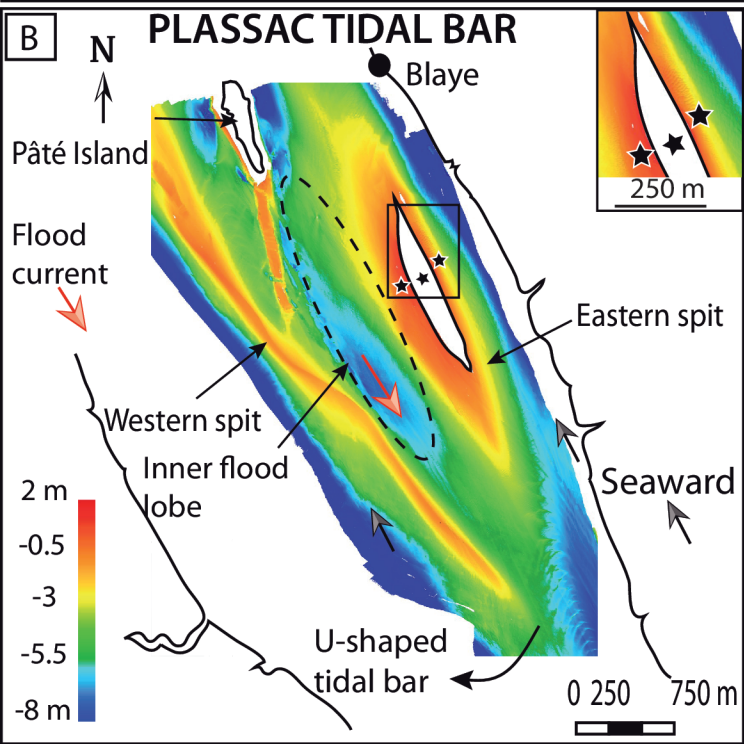 B
PLASSAC TIDAL BAR
N
Blaye
Pâté Island
250 m
Flood
current
Eastern spit
Western spit
Inner flood
lobe
Seaward
2 m
-0.5
-3
-5.5
-8 m
U-shaped
tidal bar
0 250 750 m